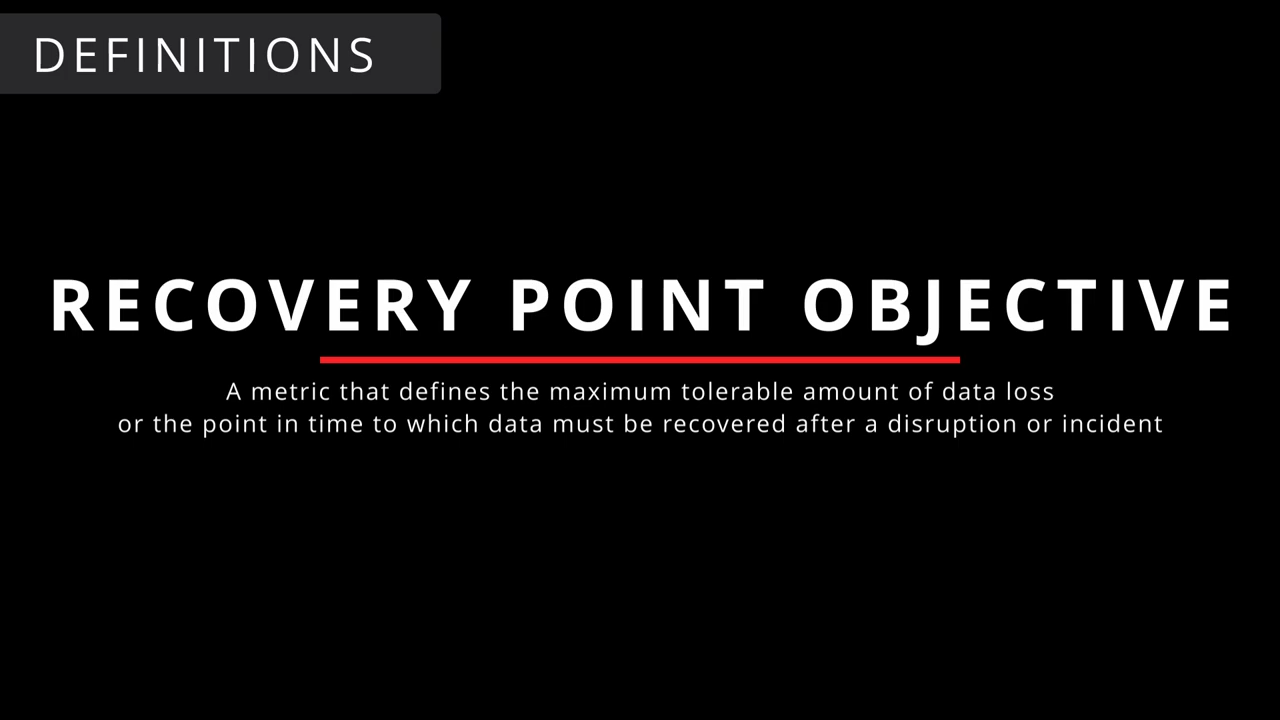 DEFINITIONS
RECOVERY POINT OBJECTIVE
A metric that defines the maximum tolerable amount of data loss
or the point in time to which data must be recovered after a disruption or incident